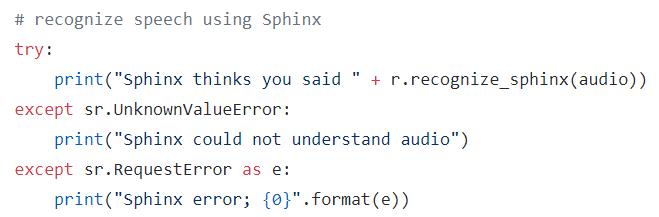 # recognize speech using Sphinx
try:
    print("Sphinx thinks you said " + r.recognize_sphinx(audio))
except sr.UnknownValueError:
    print("Sphinx could not understand audio")
except sr.RequestError as e:
    print("Sphinx error; {0}".format(e))